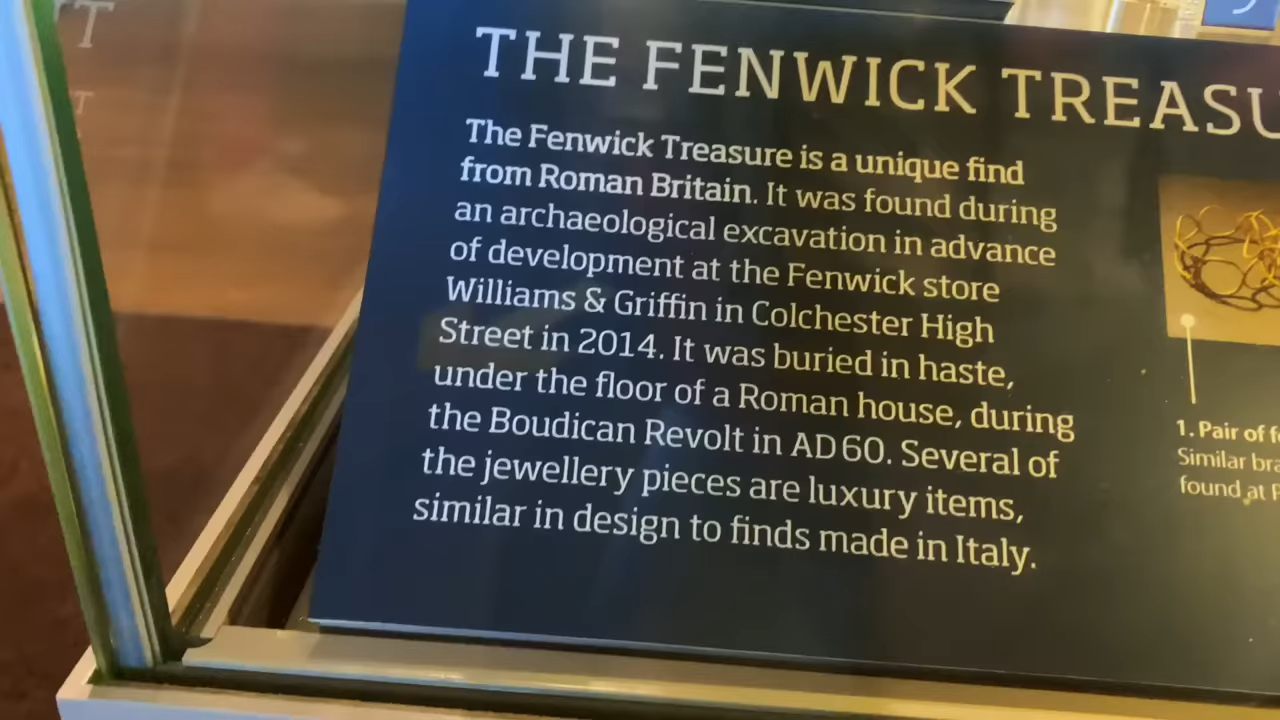 THE FENWICK
The Fenwick Treasure is a unique find
from Roman Britain. It was found during
an archaeological excavation in advance
of development at the Fenwick store
Williams & Griffin in Colchester High
Street in 2014. It was buried in haste,
under the floor of a Roman house, during
the Boudican Revolt in AD 60. Several of
the jewellery pieces are luxury items,
similar in design to finds made in Italy.
1. Pair of
Similar
found at